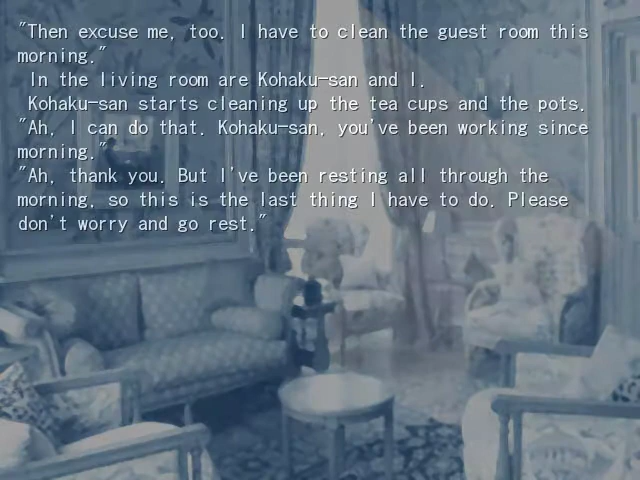 "Then excuse me, too. I have to clean the guest room this
morning."
In the living room are Kohaku-san and I.
Kohaku-san starts cleaning up the tea cups and the pots.
"Ah, I can do that. Kohaku-san, you've been working since
morning."
"Ah, thank you. But I've been resting all through the
morning, so this is the last thing I have to do. Please
don't worry and go rest."